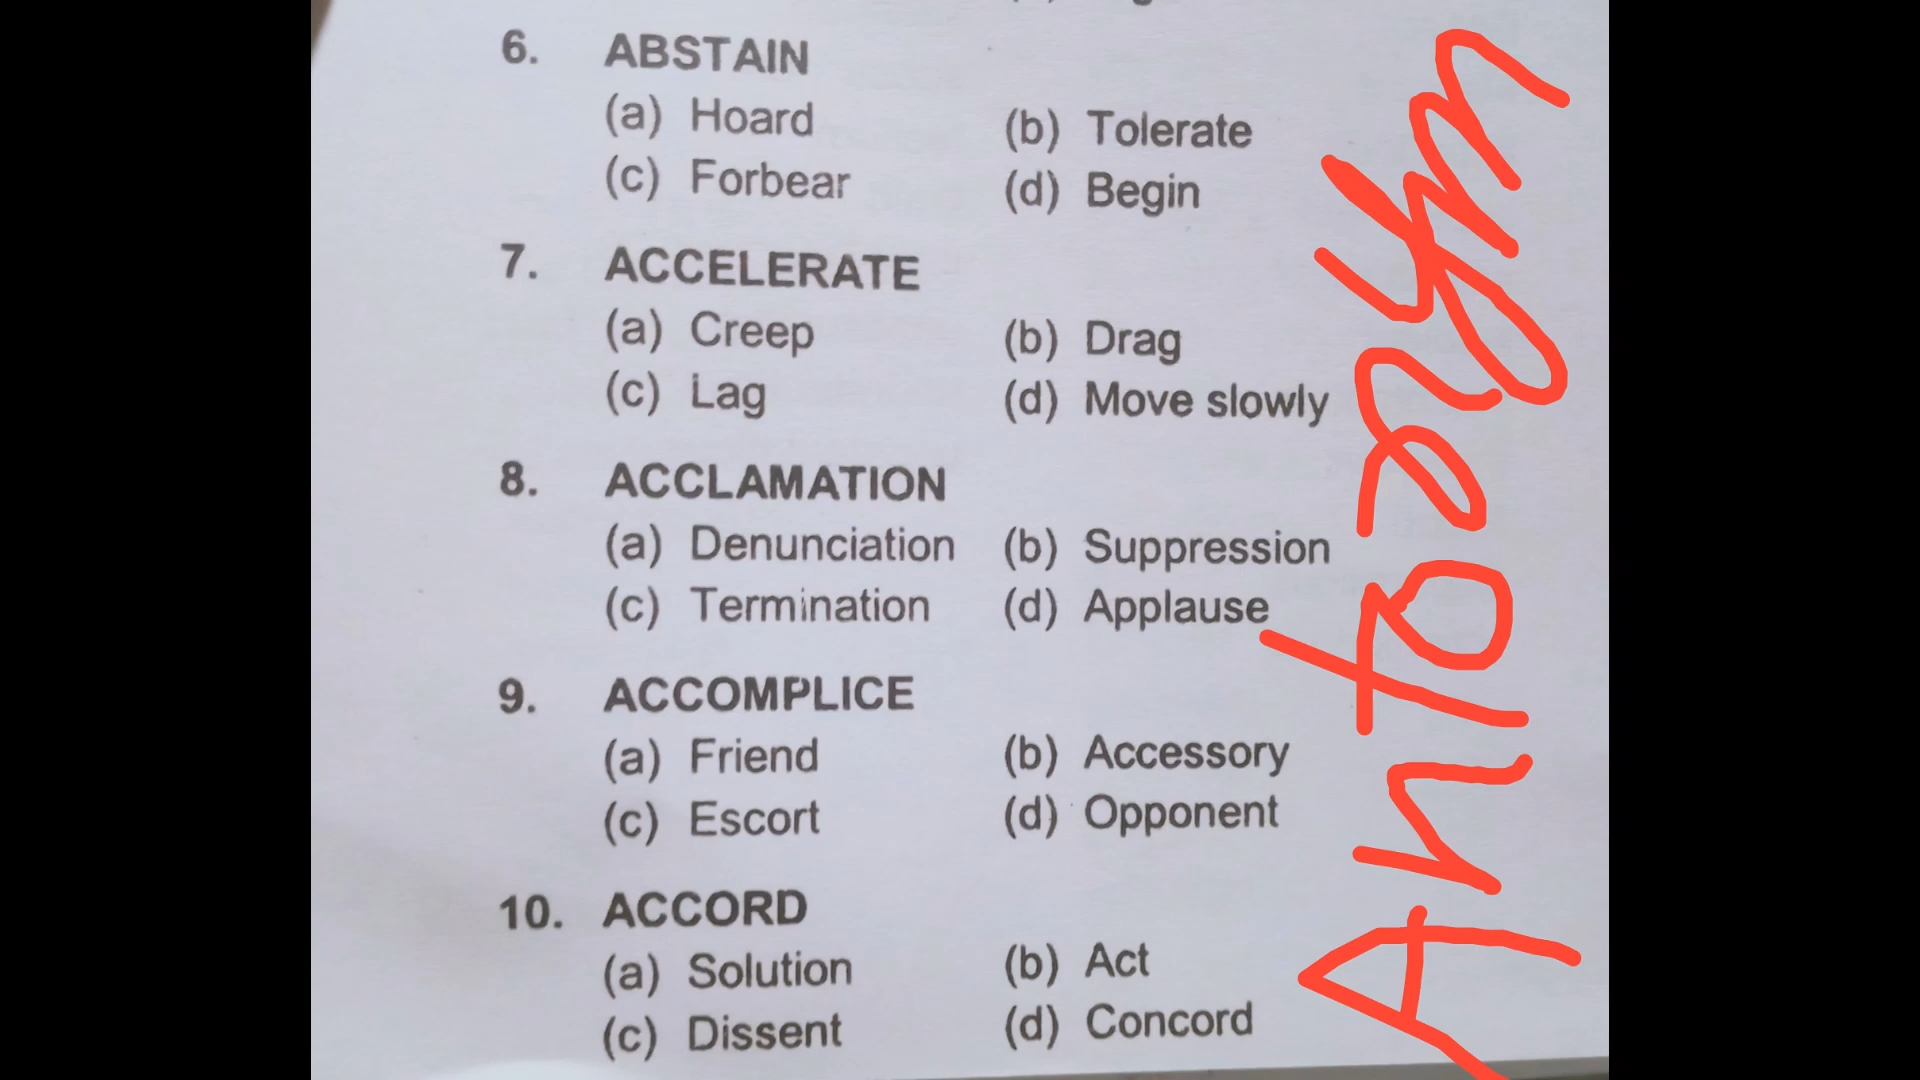 6. ABSTAIN
(a) Hoard (b) Tolerate
(c) Forbear (d) Begin
7. ACCELERATE
(a) Creep (b) Drag
(c) Lag (d) Move slowly
8. ACCLAMATION
(a) Denunciation (b) Suppression
(c) Termination (d) Applause
9. ACCOMPLICE
(a) Friend (b) Accessory
(c) Escort (d) Opponent
10. ACCORD
(a) Solution (b) Act
(c) Dissent (d) Concord